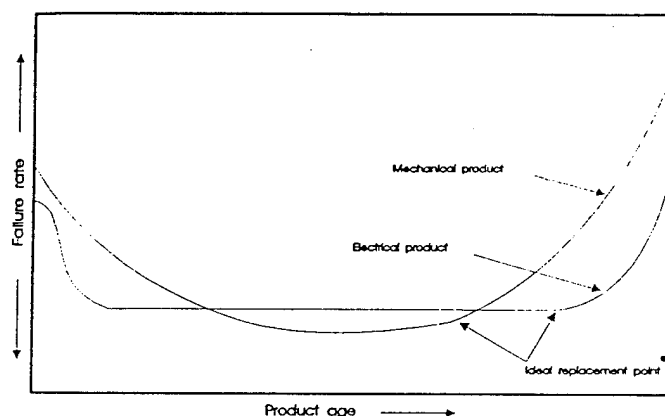 Mechanical product
Failure rate
Electrical product
Ideal replacement point
Product age